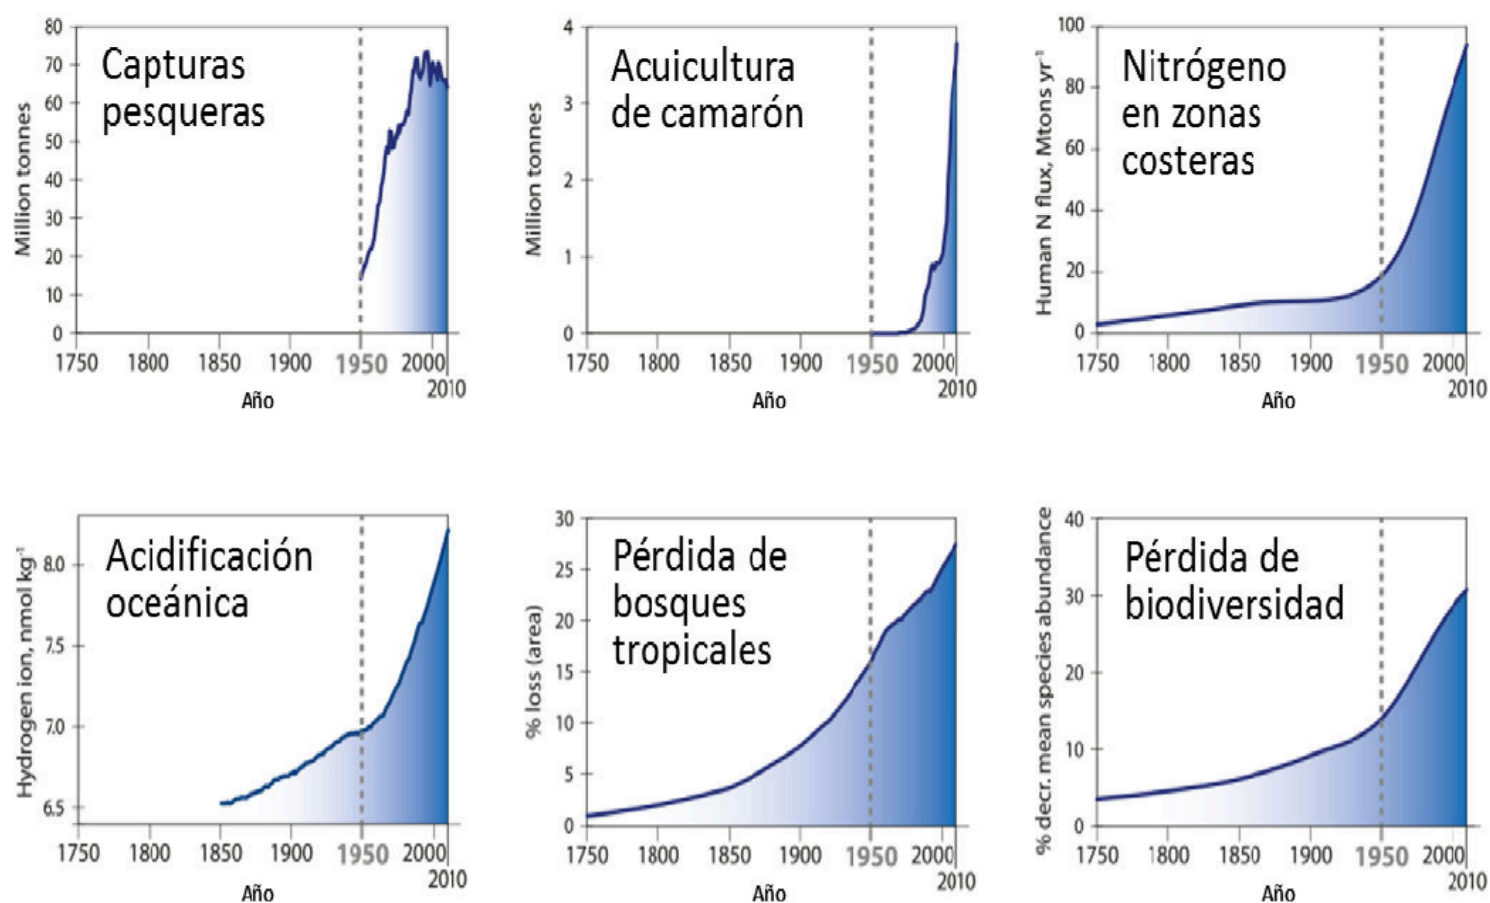 80
70
60
50
40
30
20
10
0
Million tonnes
Capturas
pesqueras
1750 1800 1850 1900 1950 2000
2010
Año
4
3
2
1
0
Million tonnes
Acuicultura
de camarón
1750 1800 1850 1900 1950 2000
2010
Año
100
80
60
40
20
0
Human N flux, Mtons yr⁻¹
Nitrógeno
en zonas
costeras
1750 1800 1850 1900 1950 2000
2010
Año
8.0
7.5
7.0
6.5
Hydrogen ion, nmol kg⁻¹
Acidificación
oceánica
1750 1800 1850 1900 1950 2000
2010
Año
30
25
20
15
10
5
0
% loss (area)
Pérdida de
bosques
tropicales
1750 1800 1850 1900 1950 2000
2010
Año
40
30
20
10
0
% decr. mean species abundance
Pérdida de
biodiversidad
1750 1800 1850 1900 1950 2000
2010
Año